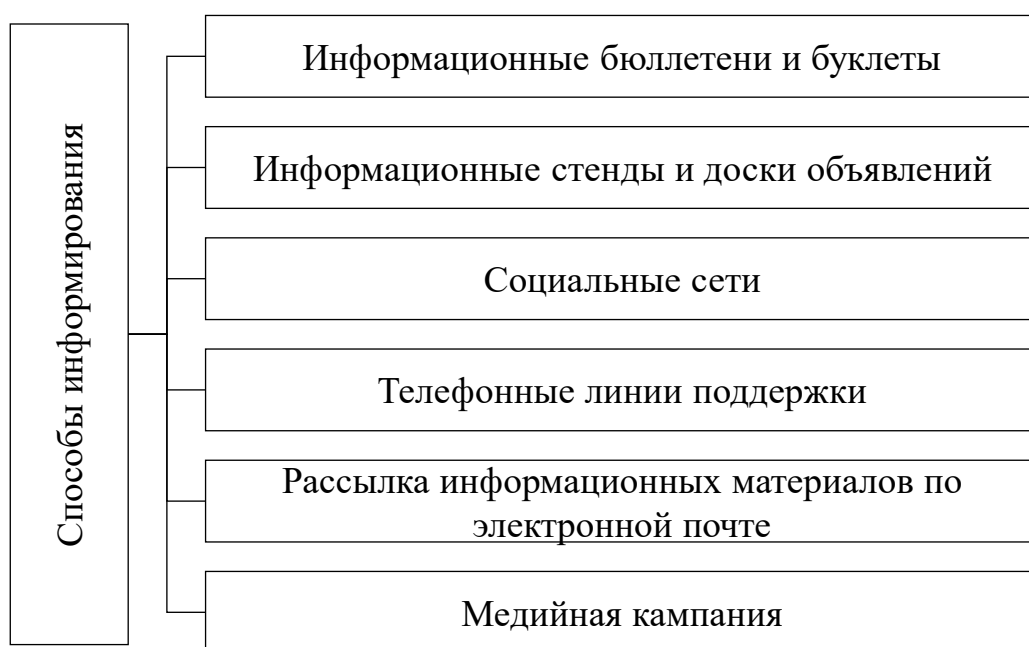 Способы информирования
Информационные бюллетени и буклеты
Информационные стенды и доски объявлений
Социальные сети
Телефонные линии поддержки
Рассылка информационных материалов по
электронной почте
Медийная кампания